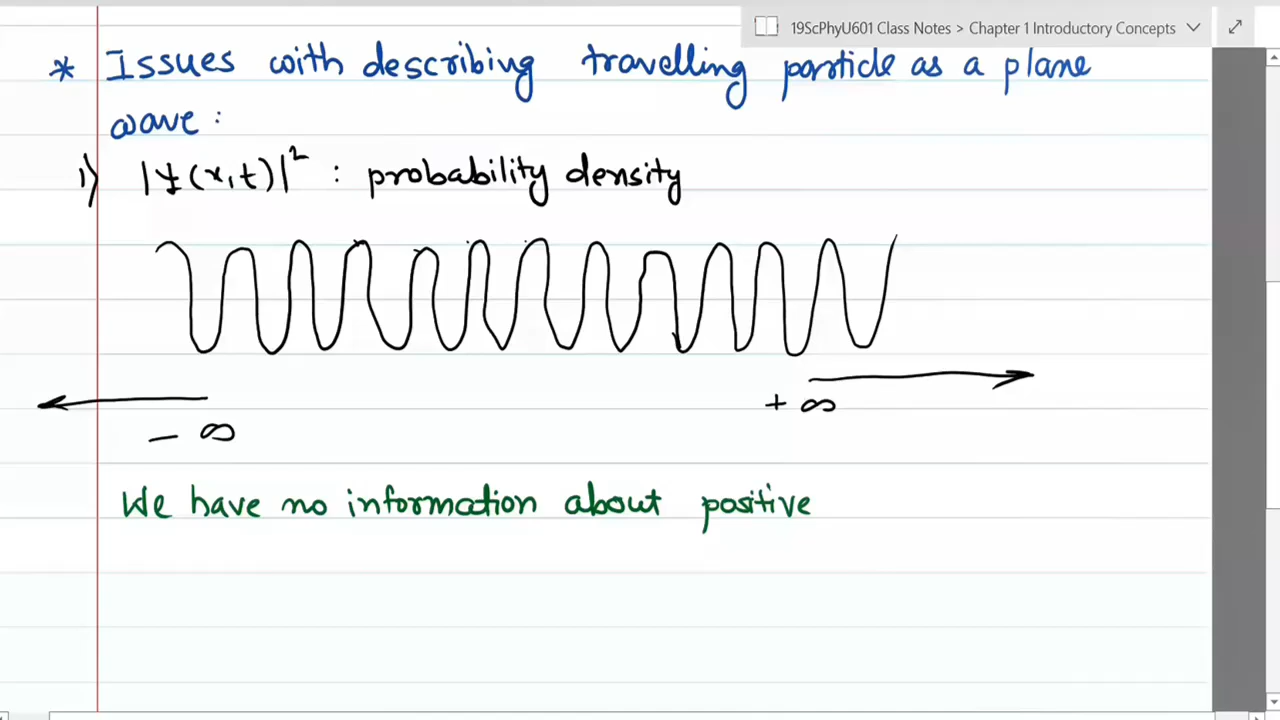 19ScPhyU601 Class Notes > Chapter 1 Introductory Concepts
* Issues with describing travelling particle as a plane
wave :
1) |Ψ(x,t)|² : probability density
+ ∞
- ∞
We have no information about positive